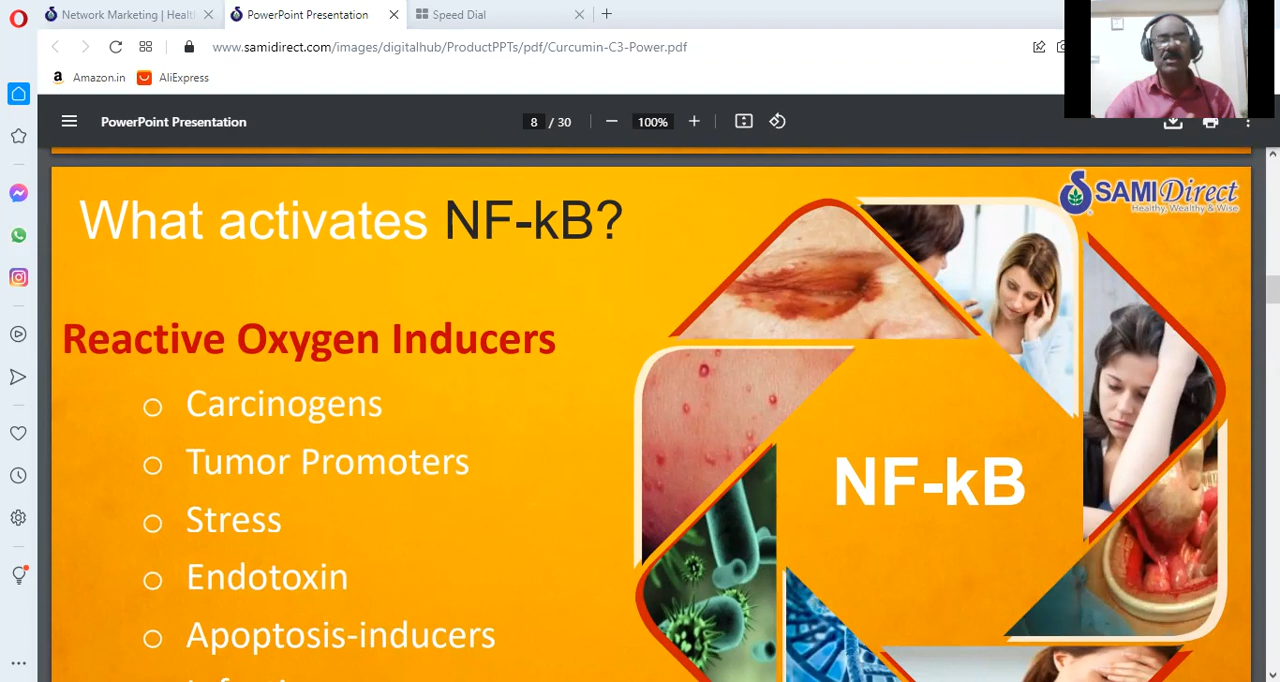 Network Marketing | Healt
PowerPoint Presentation
Speed Dial
www.samidirect.com/images/digitalhub/ProductPPTs/pdf/Curcumin-C3-Power.pdf
Amazon.in
AliExpress
PowerPoint Presentation
8 / 30
100%
What activates NF-kB?
SAMI Direct
Healthy, Wealthy & Wise
Reactive Oxygen Inducers
Carcinogens
Tumor Promoters
NF-kB
Stress
Endotoxin
Apoptosis-inducers